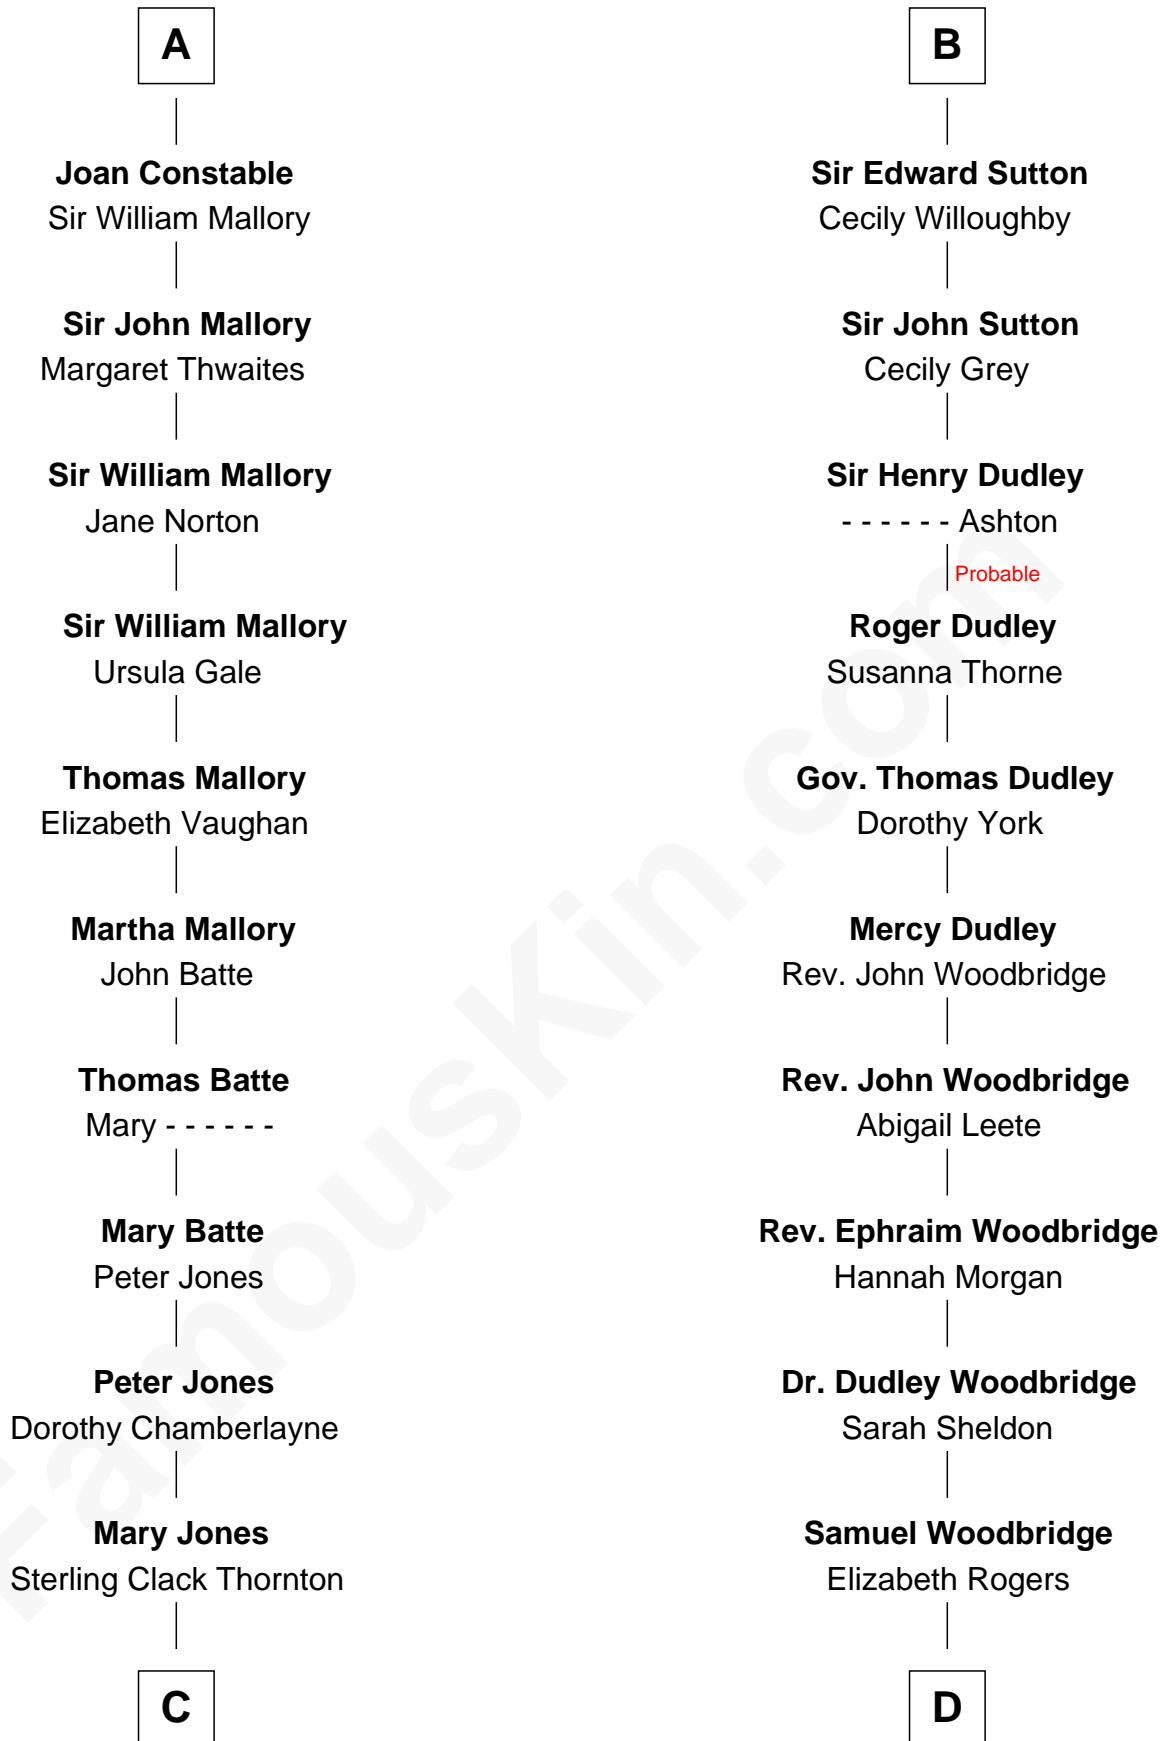 A
Joan Constable
Sir William Mallory
Sir John Mallory
Margaret Thwaites
Sir William Mallory
Jane Norton
Sir William Mallory
Ursula Gale
Thomas Mallory
Elizabeth Vaughan
Martha Mallory
John Batte
Thomas Batte
Mary - - - - - -
Mary Batte
Peter Jones
Peter Jones
Dorothy Chamberlayne
Mary Jones
Sterling Clack Thornton
C
B
Sir Edward Sutton
Cecily Willoughby
Sir John Sutton
Cecily Grey
Sir Henry Dudley
- - - - - - Ashton
Probable
Roger Dudley
Susanna Thorne
Gov. Thomas Dudley
Dorothy York
Mercy Dudley
Rev. John Woodbridge
Rev. John Woodbridge
Abigail Leete
Rev. Ephraim Woodbridge
Hannah Morgan
Dr. Dudley Woodbridge
Sarah Sheldon
Samuel Woodbridge
Elizabeth Rogers
D
FamousKin.com